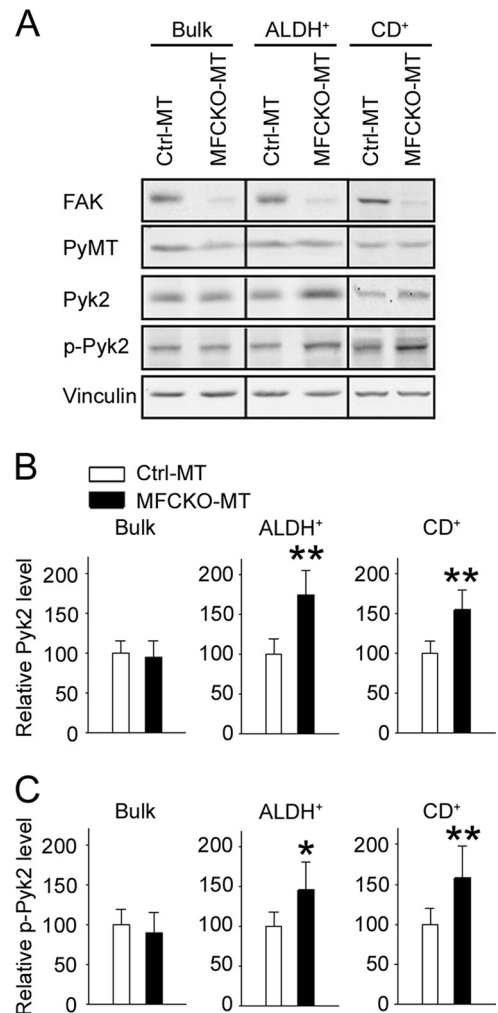 A
Bulk ALDH⁺ CD⁺
Ctrl-MT MFCKO-MT Ctrl-MT MFCKO-MT Ctrl-MT MFCKO-MT
FAK
PyMT
Pyk2
p-Pyk2
Vinculin
B
Ctrl-MT
MFCKO-MT
Relative Pyk2 level
Bulk ALDH⁺ CD⁺
** **
200 200 200
150 150 150
100 100 100
50 50 50
0 0 0
C
Relative p-Pyk2 level
Bulk ALDH⁺ CD⁺
* **
200 200 200
150 150 150
100 100 100
50 50 50
0 0 0